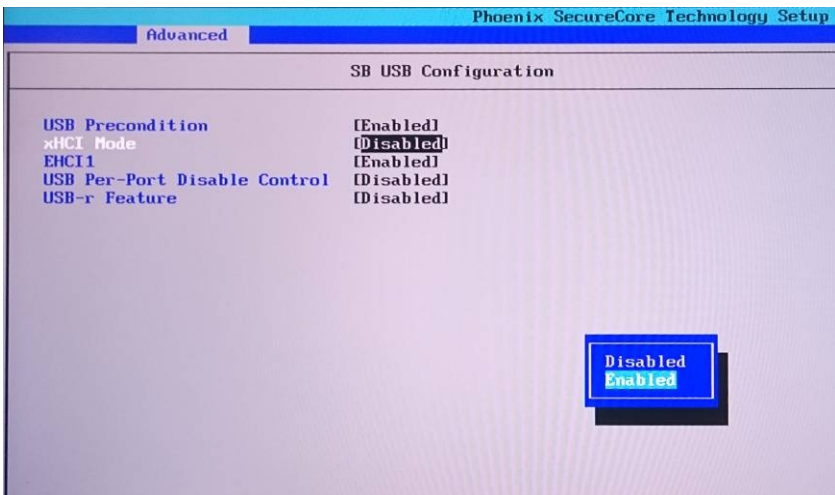 Phoenix SecureCore Technology Setup
Advanced
SB USB Configuration
USB Precondition [Enabled]
xHCI Mode [Disabled]
EHCI1 [Enabled]
USB Per-Port Disable Control [Disabled]
USB-r Feature [Disabled]
Disabled
Enabled